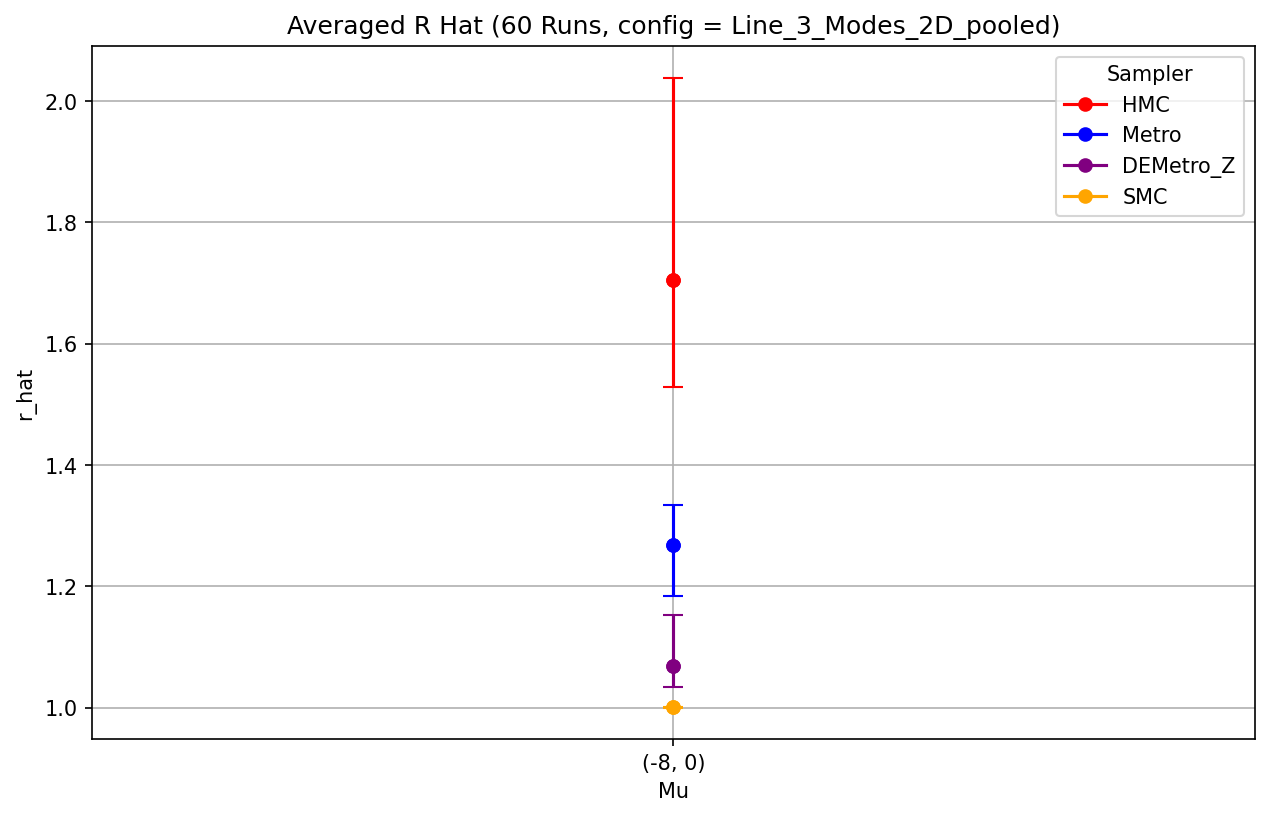 Averaged R Hat (60 Runs, config = Line_3_Modes_2D_pooled)
Sampler
HMC
Metro
DEMetro_Z
SMC
r_hat
2.0
1.8
1.6
1.4
1.2
1.0
(-8, 0)
Mu